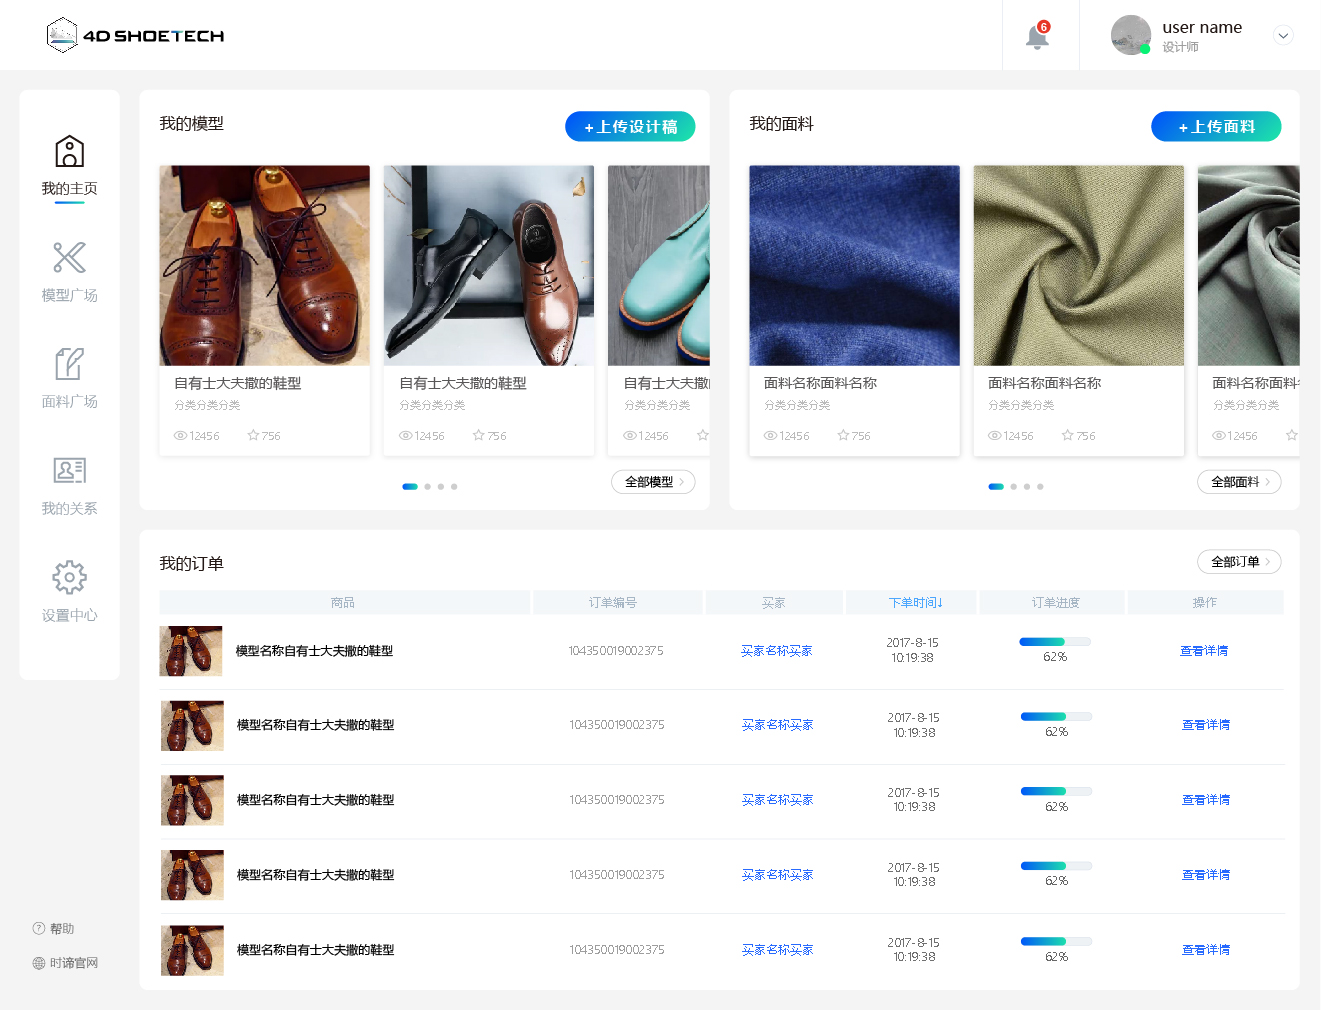 4D SHOETECH
6
user name
设计师
我的主页
模型广场
面料广场
我的关系
设置中心
帮助
时谛官网
我的模型
+上传设计稿
自有士大夫撒的鞋型
分类分类分类
12456 756
自有士大夫撒的鞋型
分类分类分类
12456 756
自有士大夫撒的
分类分类分类
12456
全部模型
我的面料
+上传面料
面料名称面料名称
分类分类分类
12456 756
面料名称面料名称
分类分类分类
12456 756
面料名称面料
分类分类分类
12456
全部面料
我的订单
全部订单
商品 订单编号 买家 下单时间↓ 订单进度 操作
模型名称自有士大夫撒的鞋型 104350019002375 买家名称买家 2017-8-15 10:19:38 62% 查看详情
模型名称自有士大夫撒的鞋型 104350019002375 买家名称买家 2017-8-15 10:19:38 62% 查看详情
模型名称自有士大夫撒的鞋型 104350019002375 买家名称买家 2017-8-15 10:19:38 62% 查看详情
模型名称自有士大夫撒的鞋型 104350019002375 买家名称买家 2017-8-15 10:19:38 62% 查看详情
模型名称自有士大夫撒的鞋型 104350019002375 买家名称买家 2017-8-15 10:19:38 62% 查看详情